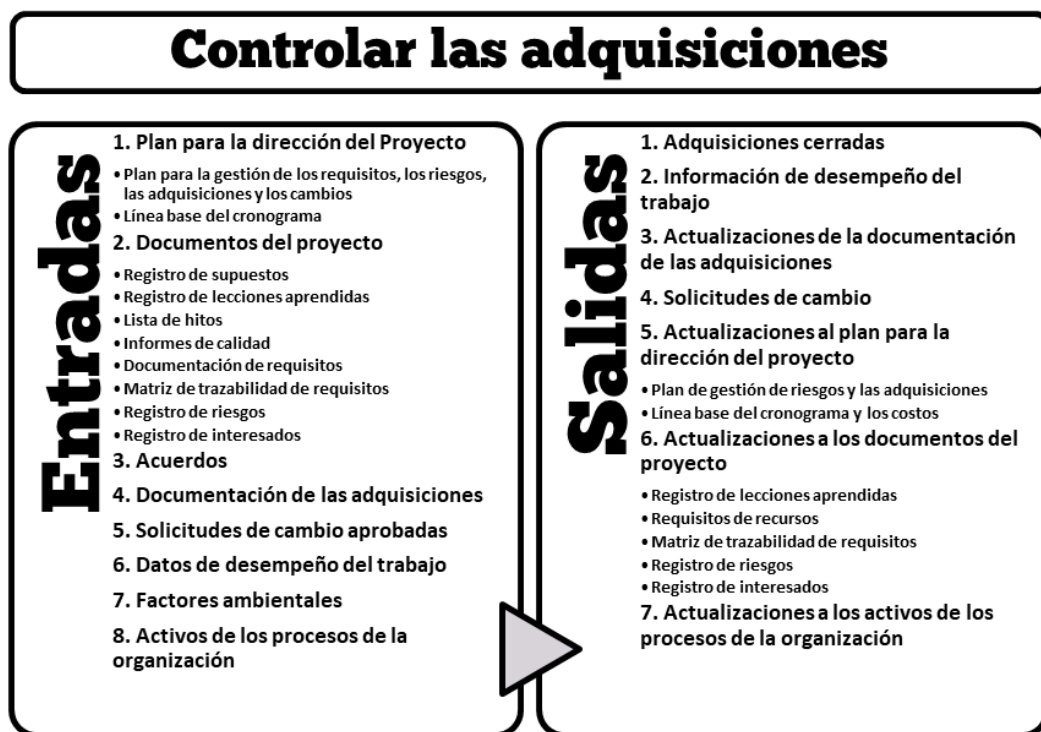 Controlar las adquisiciones
Entradas
1. Plan para la dirección del Proyecto
• Plan para la gestión de los requisitos, los riesgos,
las adquisiciones y los cambios
• Línea base del cronograma
2. Documentos del proyecto
• Registro de supuestos
• Registro de lecciones aprendidas
• Lista de hitos
• Informes de calidad
• Documentación de requisitos
• Matriz de trazabilidad de requisitos
• Registro de riesgos
• Registro de interesados
3. Acuerdos
4. Documentación de las adquisiciones
5. Solicitudes de cambio aprobadas
6. Datos de desempeño del trabajo
7. Factores ambientales
8. Activos de los procesos de la
organización
Salidas
1. Adquisiciones cerradas
2. Información de desempeño del
trabajo
3. Actualizaciones de la documentación
de las adquisiciones
4. Solicitudes de cambio
5. Actualizaciones al plan para la
dirección del proyecto
• Plan de gestión de riesgos y las adquisiciones
• Línea base del cronograma y los costos
6. Actualizaciones a los documentos del
proyecto
• Registro de lecciones aprendidas
• Requisitos de recursos
• Matriz de trazabilidad de requisitos
• Registro de riesgos
• Registro de interesados
7. Actualizaciones a los activos de los
procesos de la organización